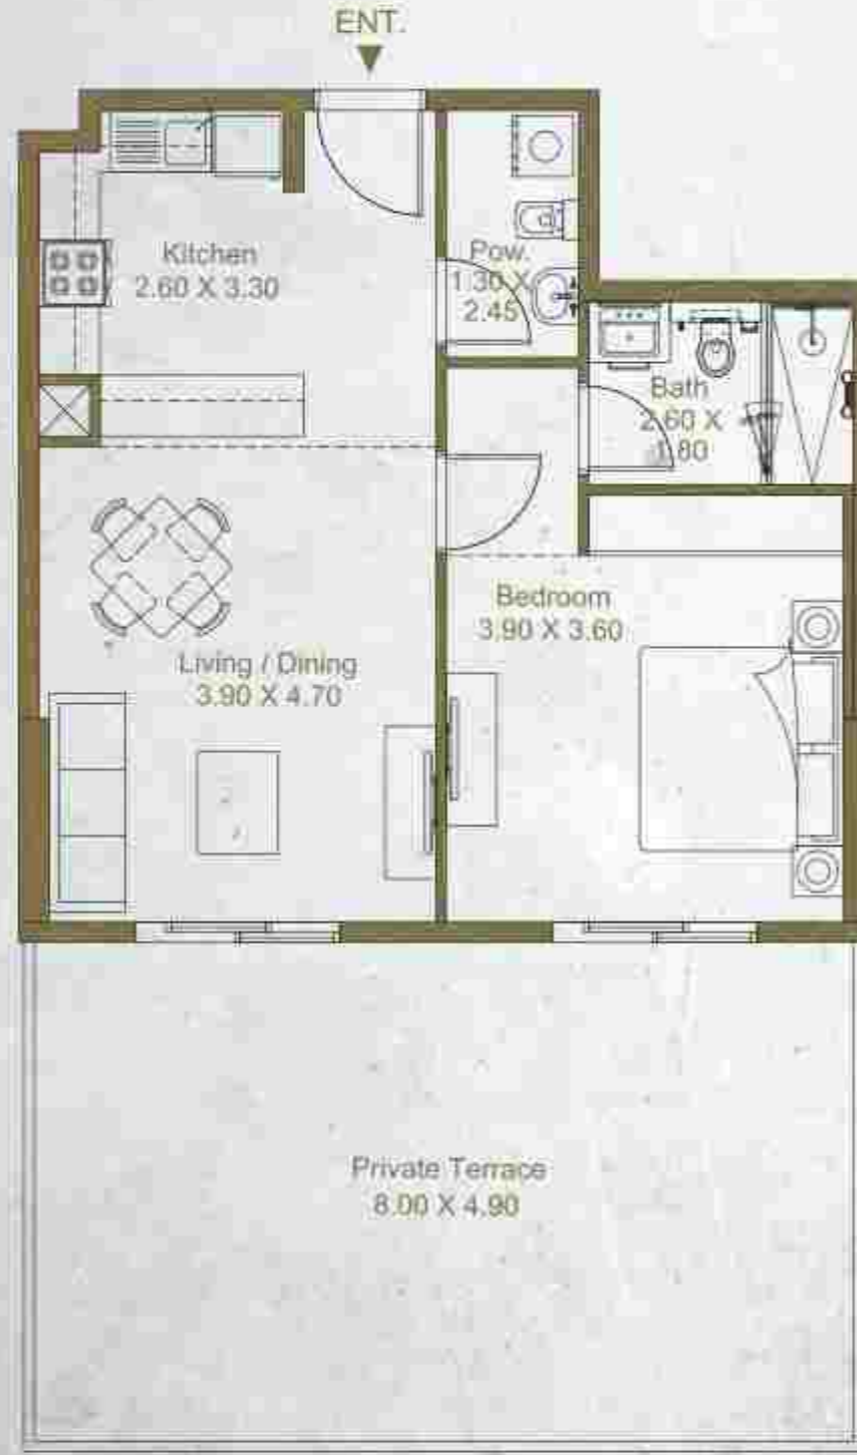 ENT.
Kitchen
2.60 X 3.30
Pow.
1.30 X
2.45
Bath
2.60 X
1.80
Bedroom
3.90 X 3.60
Living / Dining
3.90 X 4.70
Private Terrace
8.00 X 4.90